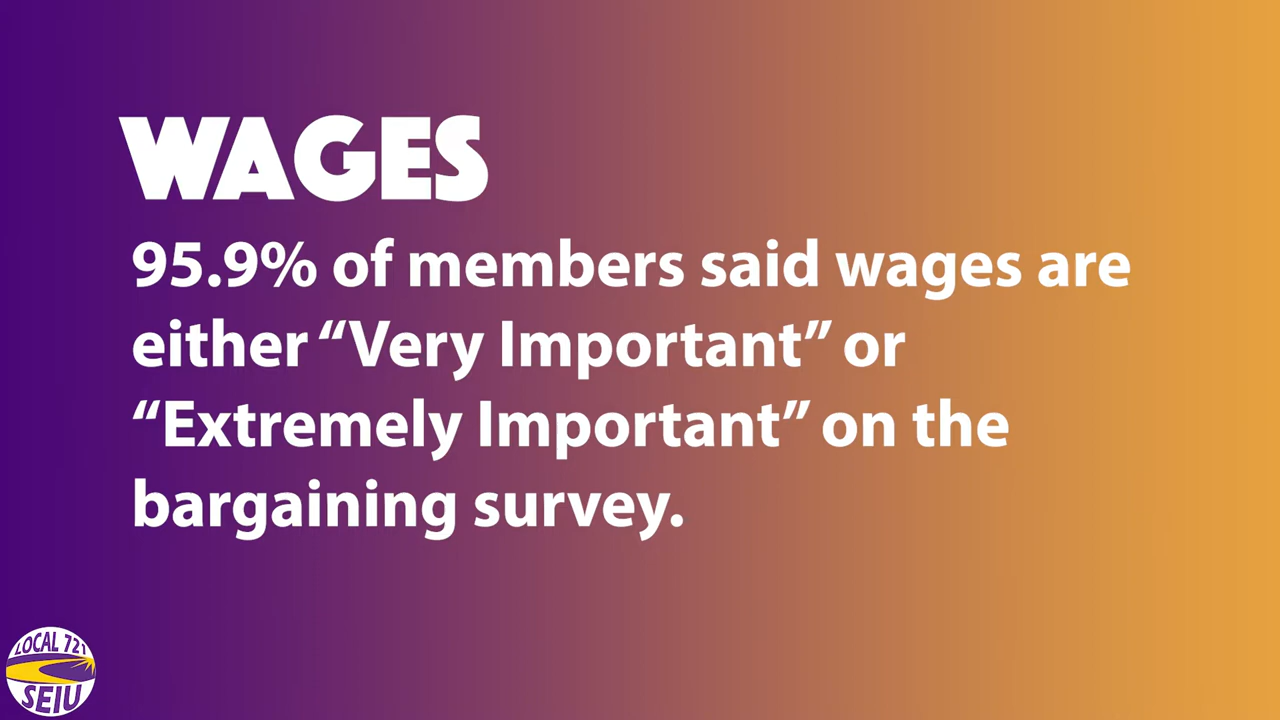 WAGES
95.9% of members said wages are
either “Very Important” or
“Extremely Important” on the
bargaining survey.
LOCAL 721
SEIU